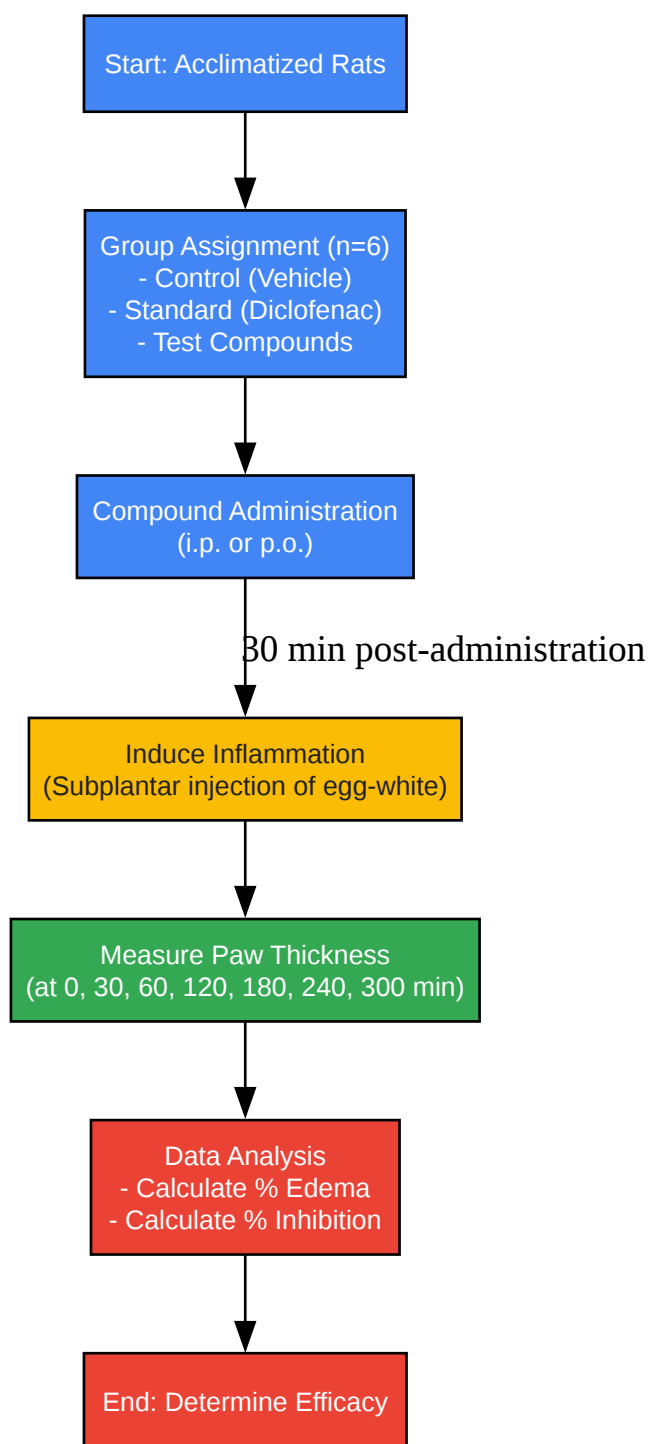 Start: Acclimatized Rats
Group Assignment (n=6)
- Control (Vehicle)
- Standard (Diclofenac)
- Test Compounds
Compound Administration
(i.p. or p.o.)
30 min post-administration
Induce Inflammation
(Subplantar injection of egg-white)
Measure Paw Thickness
(at 0, 30, 60, 120, 180, 240, 300 min)
Data Analysis
- Calculate % Edema
- Calculate % Inhibition
End: Determine Efficacy